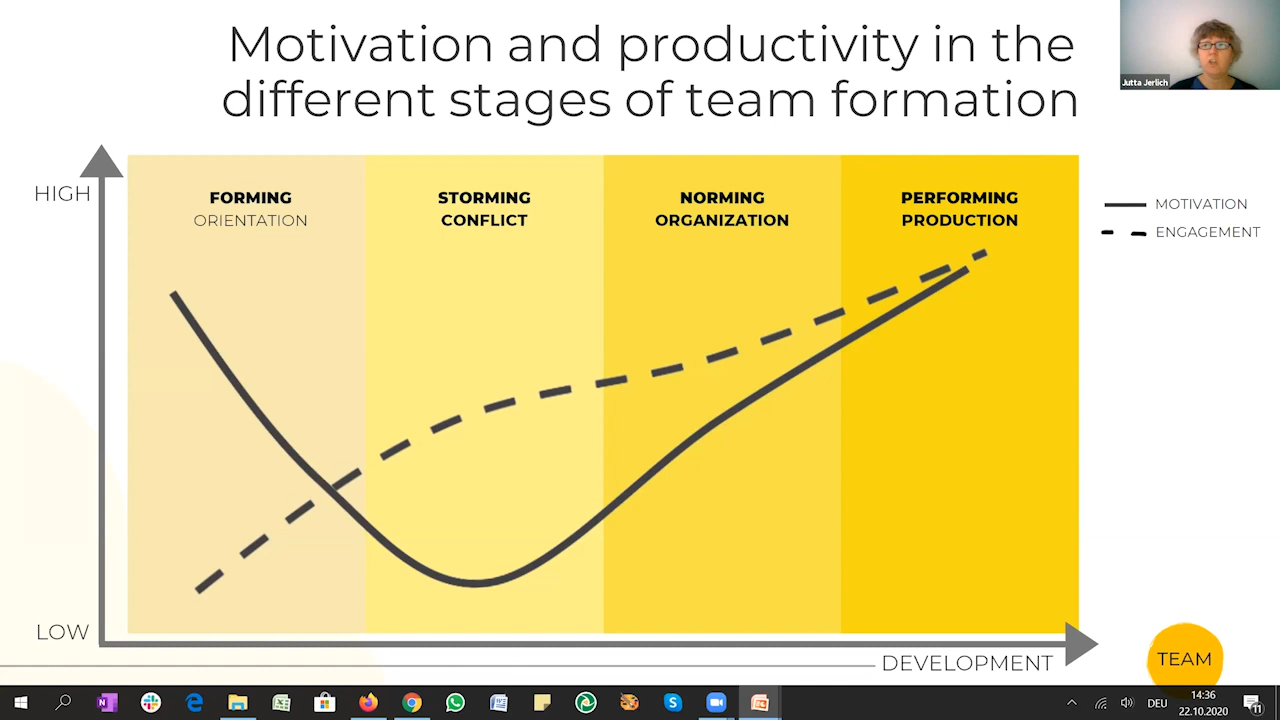 Motivation and productivity in the
different stages of team formation
Jutta Jerlich
HIGH
FORMING
ORIENTATION
STORMING
CONFLICT
NORMING
ORGANIZATION
PERFORMING
PRODUCTION
MOTIVATION
ENGAGEMENT
LOW
DEVELOPMENT
TEAM
DEU
14:36
22.10.2020
11